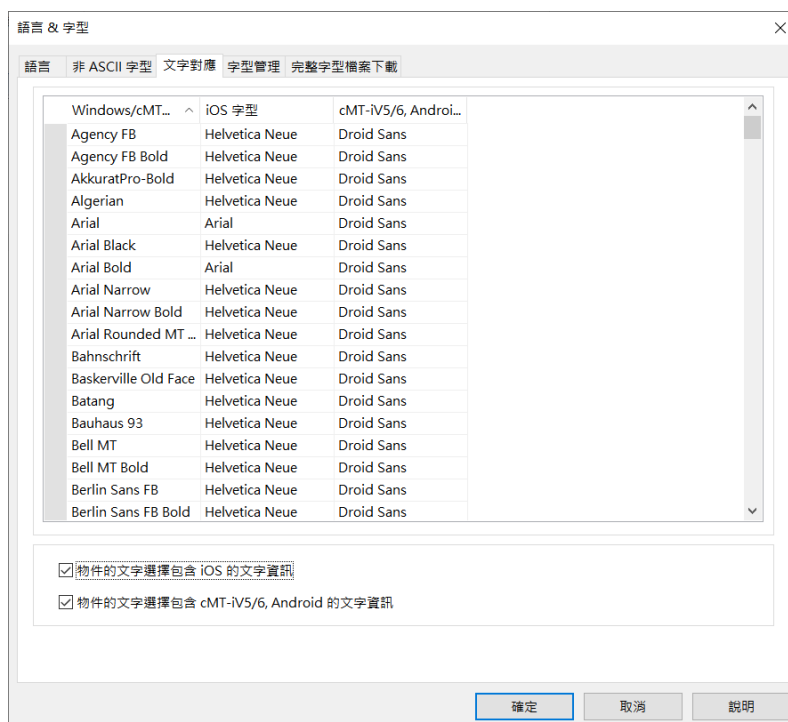 語言 & 字型
語言 非 ASCII 字型 文字對應 字型管理 完整字型檔案下載
Windows/cMT... iOS 字型 cMT-iV5/6, Androi...
Agency FB Helvetica Neue Droid Sans
Agency FB Bold Helvetica Neue Droid Sans
AkkuratPro-Bold Helvetica Neue Droid Sans
Algerian Helvetica Neue Droid Sans
Arial Arial Droid Sans
Arial Black Helvetica Neue Droid Sans
Arial Bold Arial Droid Sans
Arial Narrow Helvetica Neue Droid Sans
Arial Narrow Bold Helvetica Neue Droid Sans
Arial Rounded MT ... Helvetica Neue Droid Sans
Bahnschrift Helvetica Neue Droid Sans
Baskerville Old Face Helvetica Neue Droid Sans
Batang Helvetica Neue Droid Sans
Bauhaus 93 Helvetica Neue Droid Sans
Bell MT Helvetica Neue Droid Sans
Bell MT Bold Helvetica Neue Droid Sans
Berlin Sans FB Helvetica Neue Droid Sans
Berlin Sans FB Bold Helvetica Neue Droid Sans
物件的文字選擇包含 iOS 的文字資訊
物件的文字選擇包含 cMT-iV5/6, Android 的文字資訊
確定 取消 說明